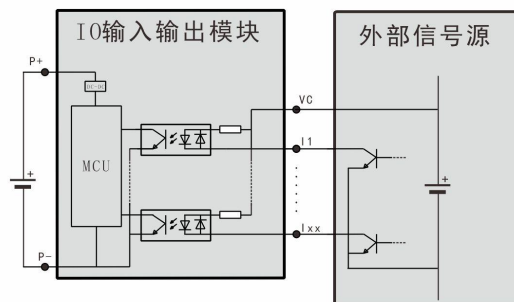 IO输入输出模块
外部信号源
P+
DC-DC
VC
I1
MCU
+
+
P-
Ixx